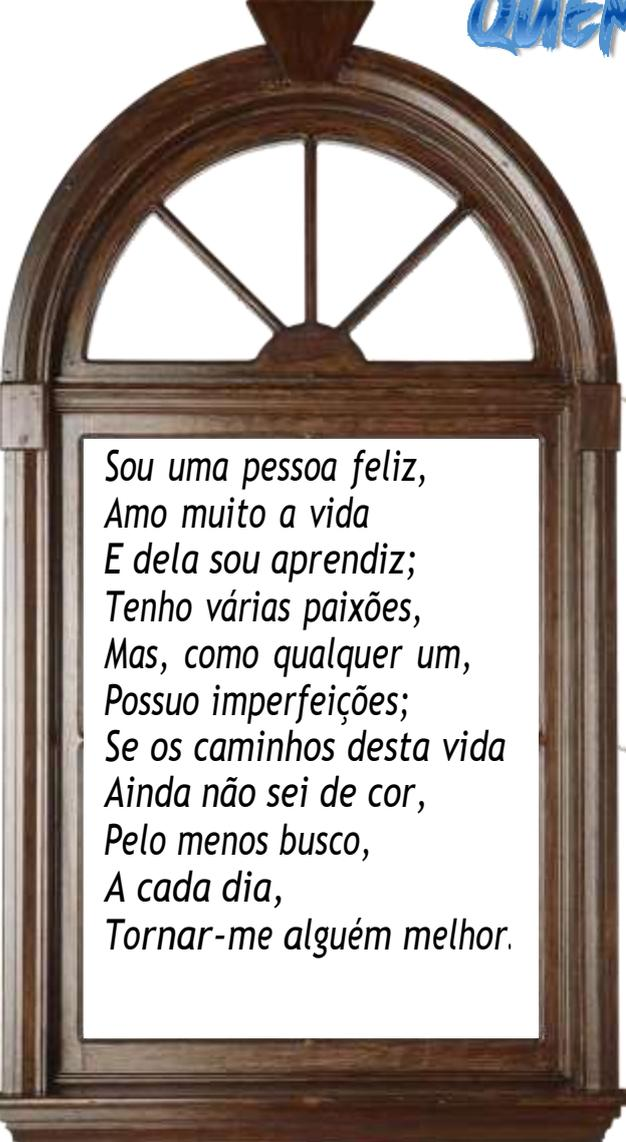 Sou uma pessoa feliz,
Amo muito a vida
E dela sou aprendiz;
Tenho várias paixões,
Mas, como qualquer um,
Possuo imperfeições;
Se os caminhos desta vida
Ainda não sei de cor,
Pelo menos busco,
A cada dia,
Tornar-me alguém melhor.